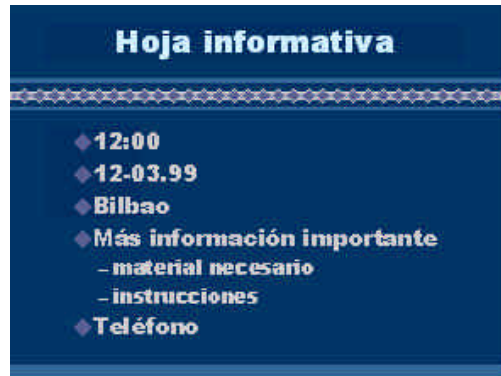 Hoja informativa
12:00
12-03.99
Bilbao
Más información importante
– material necesario
– instrucciones
Teléfono